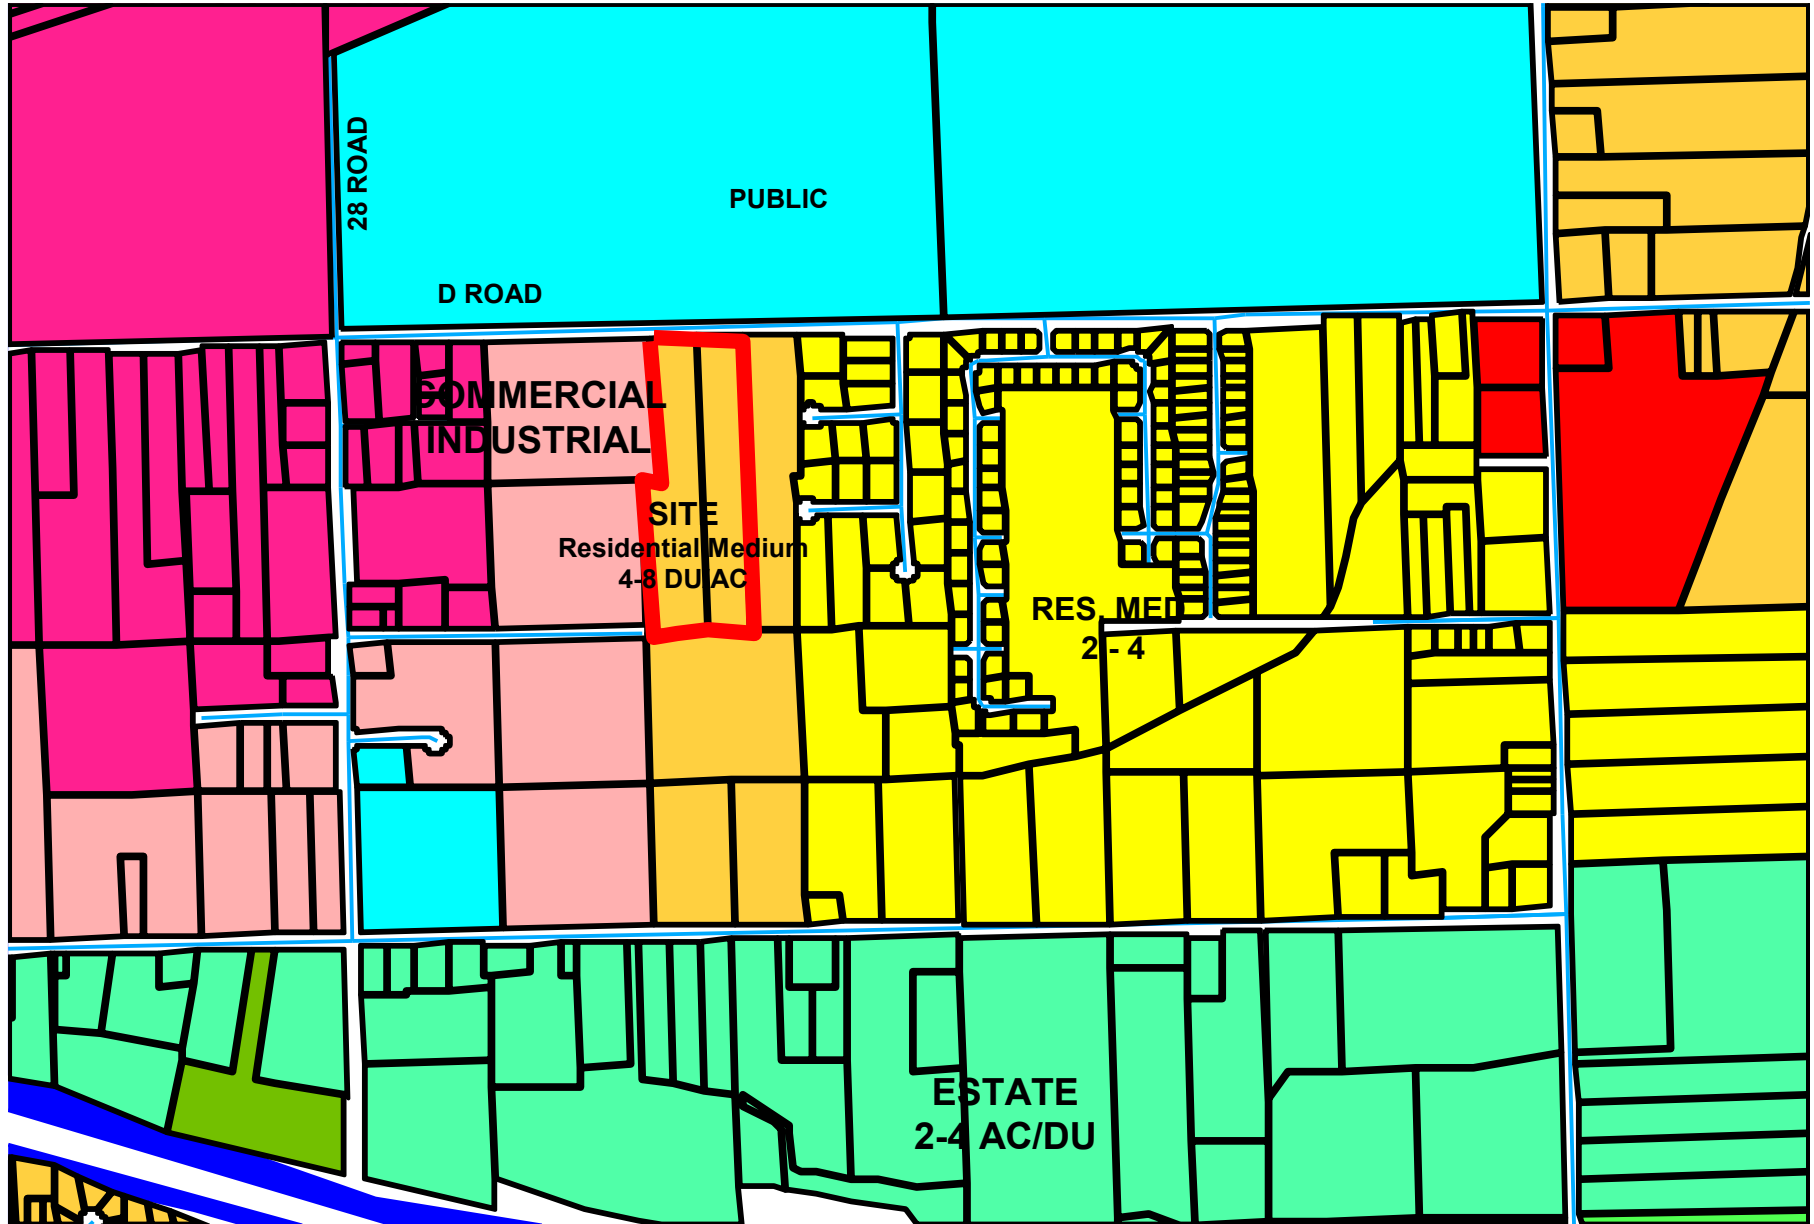 28 ROAD
PUBLIC
D ROAD
COMMERCIAL
INDUSTRIAL
SITE
Residential Medium
4-8 DU/AC
RES. MED
2 - 4
ESTATE
2-4 AC/DU